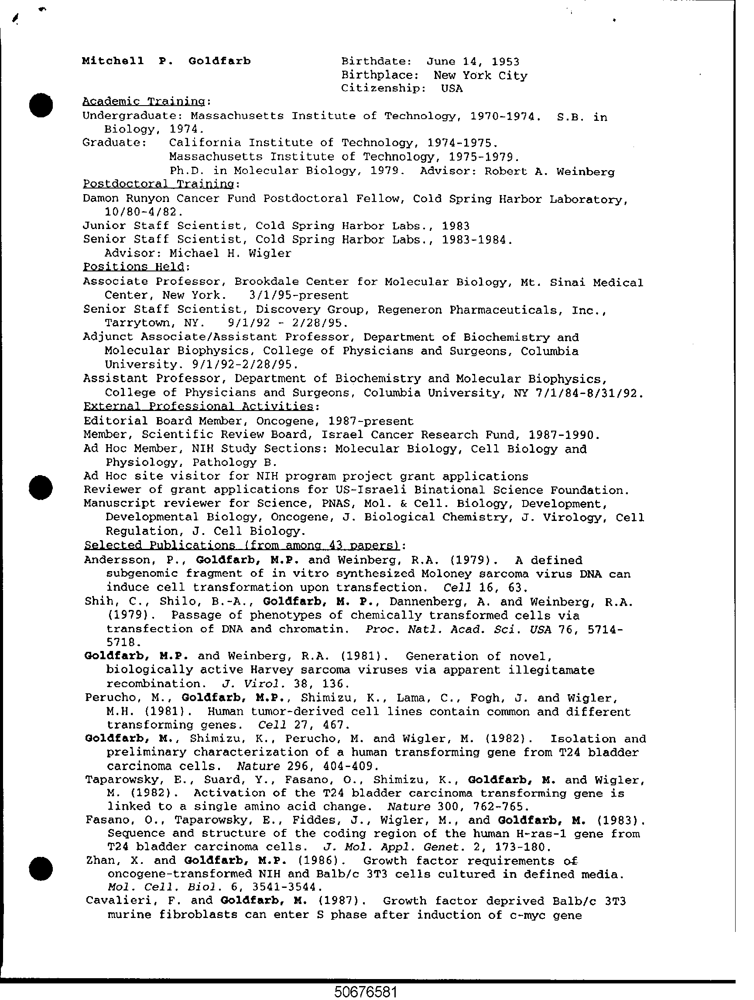 Mitchell P. Goldfarb Birthdate: June 14, 1953
Birthplace: New York City
Citizenship: USA
Academic Training:
Undergraduate: Massachusetts Institute of Technology, 1970-1974. S.B. in
Biology, 1974.
Graduate: California Institute of Technology, 1974-1975.
Massachusetts Institute of Technology, 1975-1979.
Ph.D. in Molecular Biology, 1979. Advisor: Robert A. Weinberg
Postdoctoral Training:
Damon Runyon Cancer Fund Postdoctoral Fellow, Cold Spring Harbor Laboratory,
10/80-4/82.
Junior Staff Scientist, Cold Spring Harbor Labs., 1983
Senior Staff Scientist, Cold Spring Harbor Labs., 1983-1984.
Advisor: Michael H. Wigler
Positions Held:
Associate Professor, Brookdale Center for Molecular Biology, Mt. Sinai Medical
Center, New York. 3/1/95-present
Senior Staff Scientist, Discovery Group, Regeneron Pharmaceuticals, Inc.,
Tarrytown, NY. 9/1/92 - 2/28/95.
Adjunct Associate/Assistant Professor, Department of Biochemistry and
Molecular Biophysics, College of Physicians and Surgeons, Columbia
University. 9/1/92-2/28/95.
Assistant Professor, Department of Biochemistry and Molecular Biophysics,
College of Physicians and Surgeons, Columbia University, NY 7/1/84-8/31/92.
External Professional Activities:
Editorial Board Member, Oncogene, 1987-present
Member, Scientific Review Board, Israel Cancer Research Fund, 1987-1990.
Ad Hoc Member, NIH Study Sections: Molecular Biology, Cell Biology and
Physiology, Pathology B.
Ad Hoc site visitor for NIH program project grant applications
Reviewer of grant applications for US-Israeli Binational Science Foundation.
Manuscript reviewer for Science, PNAS, Mol. & Cell. Biology, Development,
Developmental Biology, Oncogene, J. Biological Chemistry, J. Virology, Cell
Regulation, J. Cell Biology.
Selected Publications (from among 43 papers):
Andersson, P., Goldfarb, M.P. and Weinberg, R.A. (1979). A defined
subgenomic fragment of in vitro synthesized Moloney sarcoma virus DNA can
induce cell transformation upon transfection. Cell 16, 63.
Shih, C., Shilo, B.-A., Goldfarb, M. P., Dannenberg, A. and Weinberg, R.A.
(1979). Passage of phenotypes of chemically transformed cells via
transfection of DNA and chromatin. Proc. Natl. Acad. Sci. USA 76, 5714-
5718.
Goldfarb, M.P. and Weinberg, R.A. (1981). Generation of novel,
biologically active Harvey sarcoma viruses via apparent illegitamate
recombination. J. Virol. 38, 136.
Perucho, M., Goldfarb, M.P., Shimizu, K., Lama, C., Fogh, J. and Wigler,
M.H. (1981). Human tumor-derived cell lines contain common and different
transforming genes. Cell 27, 467.
Goldfarb, M., Shimizu, K., Perucho, M. and Wigler, M. (1982). Isolation and
preliminary characterization of a human transforming gene from T24 bladder
carcinoma cells. Nature 296, 404-409.
Taparowsky, E., Suard, Y., Fasano, O., Shimizu, K., Goldfarb, M. and Wigler,
M. (1982). Activation of the T24 bladder carcinoma transforming gene is
linked to a single amino acid change. Nature 300, 762-765.
Fasano, O., Taparowsky, E., Fiddes, J., Wigler, M., and Goldfarb, M. (1983).
Sequence and structure of the coding region of the human H-ras-1 gene from
T24 bladder carcinoma cells. J. Mol. Appl. Genet. 2, 173-180.
Zhan, X. and Goldfarb, M.P. (1986). Growth factor requirements of
oncogene-transformed NIH and Balb/c 3T3 cells cultured in defined media.
Mol. Cell. Biol. 6, 3541-3544.
Cavalieri, F. and Goldfarb, M. (1987). Growth factor deprived Balb/c 3T3
murine fibroblasts can enter S phase after induction of c-myc gene
50676581